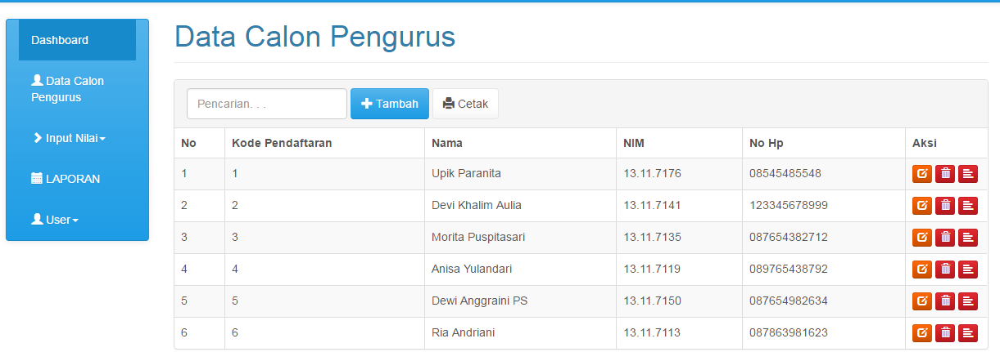 Dashboard
Data Calon
Pengurus
Input Nilai
LAPORAN
User
Data Calon Pengurus
Pencarian. . . Tambah Cetak
No Kode Pendaftaran Nama NIM No Hp Aksi
1 1 Upik Paranita 13.11.7176 08545485548
2 2 Devi Khalim Aulia 13.11.7141 123345678999
3 3 Morita Puspitasari 13.11.7135 087654382712
4 4 Anisa Yulandari 13.11.7119 089765438792
5 5 Dewi Anggraini PS 13.11.7150 087654982634
6 6 Ria Andriani 13.11.7113 087863981623